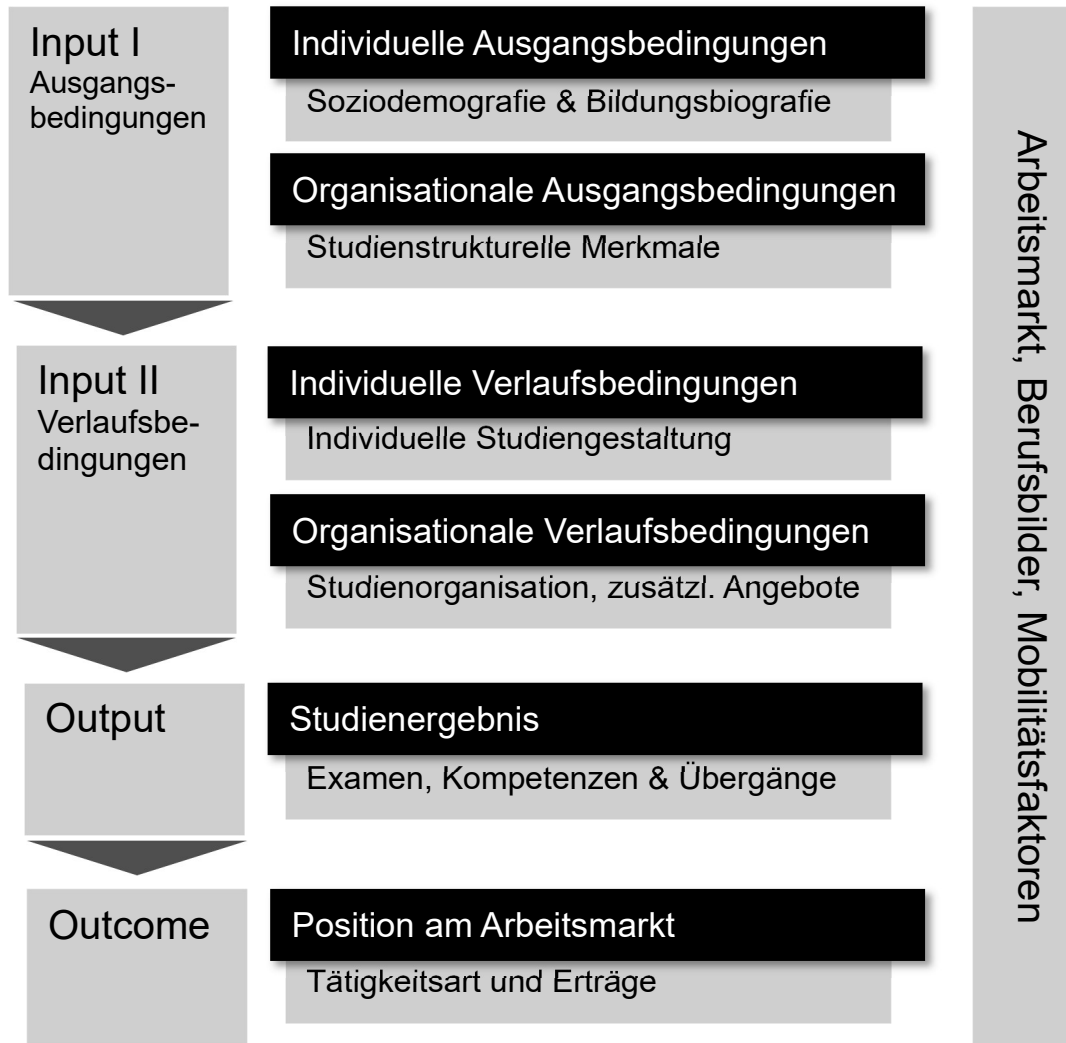 Input I
Ausgangs-
bedingungen
Individuelle Ausgangsbedingungen
Soziodemografie & Bildungsbiografie
Organisationale Ausgangsbedingungen
Studienstrukturelle Merkmale
Input II
Verlaufsbe-
dingungen
Individuelle Verlaufsbedingungen
Individuelle Studiengestaltung
Organisationale Verlaufsbedingungen
Studienorganisation, zusätzl. Angebote
Output
Studienergebnis
Examen, Kompetenzen & Übergänge
Outcome
Position am Arbeitsmarkt
Tätigkeitsart und Erträge
Arbeitsmarkt, Berufsbilder, Mobilitätsfaktoren